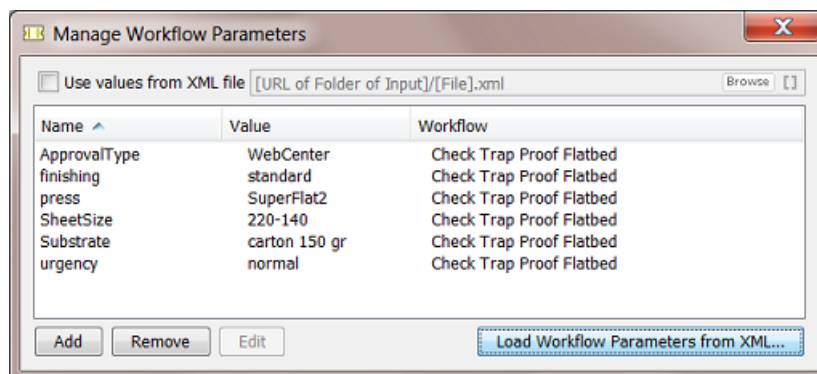 Manage Workflow Parameters
Use values from XML file [URL of Folder of Input]/[File].xml Browse []
Name Value Workflow
ApprovalType WebCenter Check Trap Proof Flatbed
finishing standard Check Trap Proof Flatbed
press SuperFlat2 Check Trap Proof Flatbed
SheetSize 220-140 Check Trap Proof Flatbed
Substrate carton 150 gr Check Trap Proof Flatbed
urgency normal Check Trap Proof Flatbed
Add Remove Edit Load Workflow Parameters from XML...